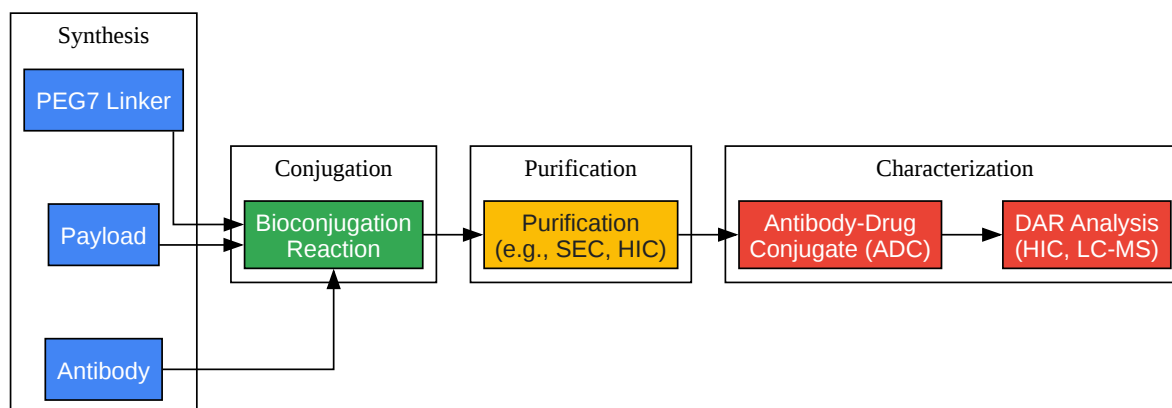 Synthesis
PEG7 Linker
Payload
Antibody
Conjugation
Bioconjugation
Reaction
Purification
Purification
(e.g., SEC, HIC)
Characterization
Antibody-Drug
Conjugate (ADC)
DAR Analysis
(HIC, LC-MS)